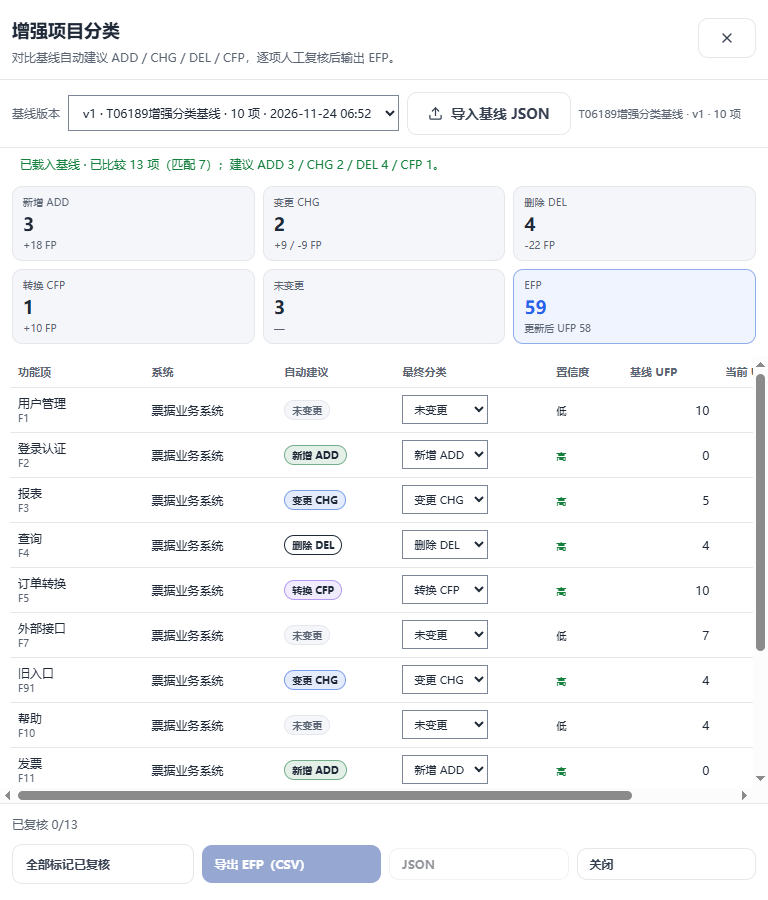 增强项目分类
对比基线自动建议 ADD / CHG / DEL / CFP，逐项人工复核后输出 EFP。
基线版本
v1 · T06189增强分类基线 · 10 项 · 2026-11-24 06:52
导入基线 JSON
T06189增强分类基线 · v1 · 10 项
已载入基线 · 已比较 13 项（匹配 7）；建议 ADD 3 / CHG 2 / DEL 4 / CFP 1。
新增 ADD
3
+18 FP
变更 CHG
2
+9 / -9 FP
删除 DEL
4
-22 FP
转换 CFP
1
+10 FP
未变更
3
—
EFP
59
更新后 UFP 58
功能项 系统 自动建议 最终分类 置信度 基线 UFP 当前
用户管理
F1
票据业务系统 未变更 未变更 低 10
登录认证
F2
票据业务系统 新增 ADD 新增 ADD 高 0
报表
F3
票据业务系统 变更 CHG 变更 CHG 高 5
查询
F4
票据业务系统 删除 DEL 删除 DEL 高 4
订单转换
F5
票据业务系统 转换 CFP 转换 CFP 高 10
外部接口
F7
票据业务系统 未变更 未变更 低 7
旧入口
F91
票据业务系统 变更 CHG 变更 CHG 高 4
帮助
F10
票据业务系统 未变更 未变更 低 4
发票
F11
票据业务系统 新增 ADD 新增 ADD 高 0
已复核 0/13
全部标记已复核
导出 EFP（CSV）
JSON
关闭